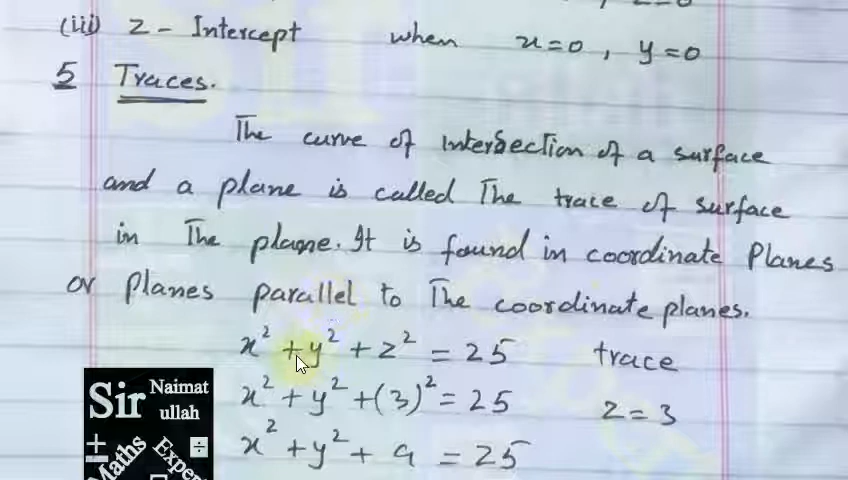 (iii) Z - Intercept when x=0, y=0
5 Traces.
The curve of intersection of a surface
and a plane is called The trace of surface
in The plane. It is found in coordinate Planes
or Planes parallel to The coordinate planes.
x² + y² + z² = 25 trace
x² + y² + (3)² = 25 z = 3
x² + y² + 9 = 25
Sir Naimat
ullah
± Maths Expert ÷